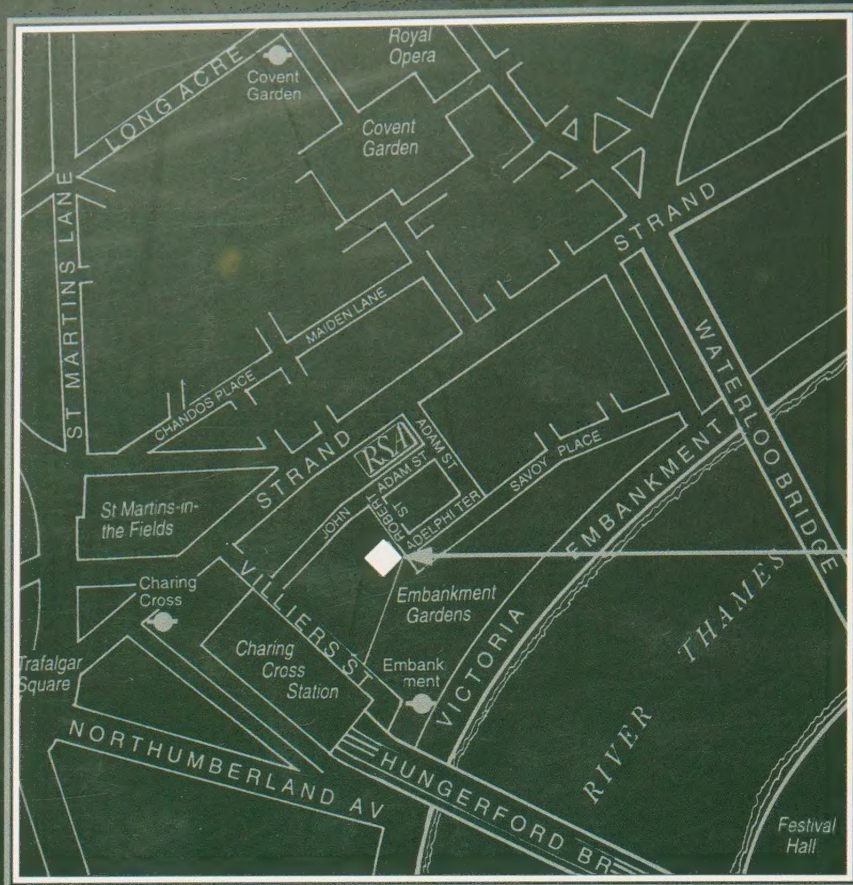 Royal
Opera
LONG ACRE
Covent
Garden
Covent
Garden
ST MARTINS LANE
STRAND
MAIDEN LANE
CHANDOS PLACE
WATERLOO BRIDGE
STRAND
RSA
ADAM ST
JOHN ADAM ST
ROBERT ST
ADELPHI TER
SAVOY PLACE
St Martins-in-
the Fields
VICTORIA EMBANKMENT
Charing
Cross
VILLIERS ST
Embankment
Gardens
RIVER THAMES
Trafalgar
Square
Charing
Cross
Station
Embank
ment
NORTHUMBERLAND AV
HUNGERFORD BR
Festival
Hall